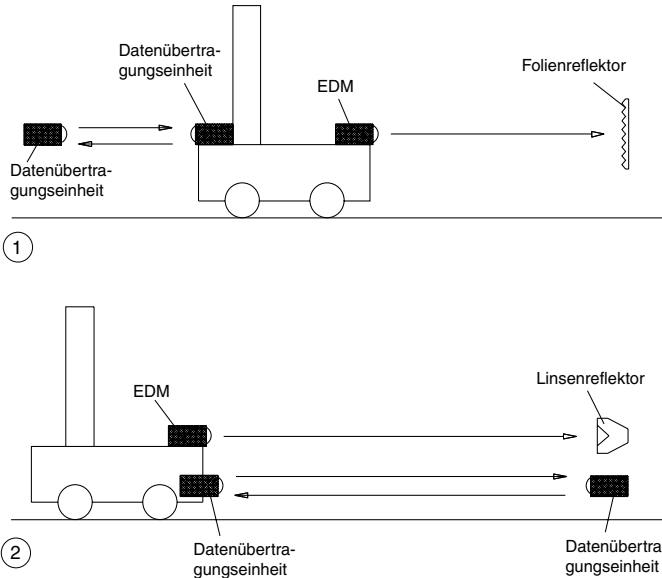 Datenübertra-
gungseinheit
EDM
Folienreflektor
Datenübertra-
gungseinheit
1
Linsenreflektor
EDM
2
Datenübertra-
gungseinheit
Datenübertra
gungseinheit